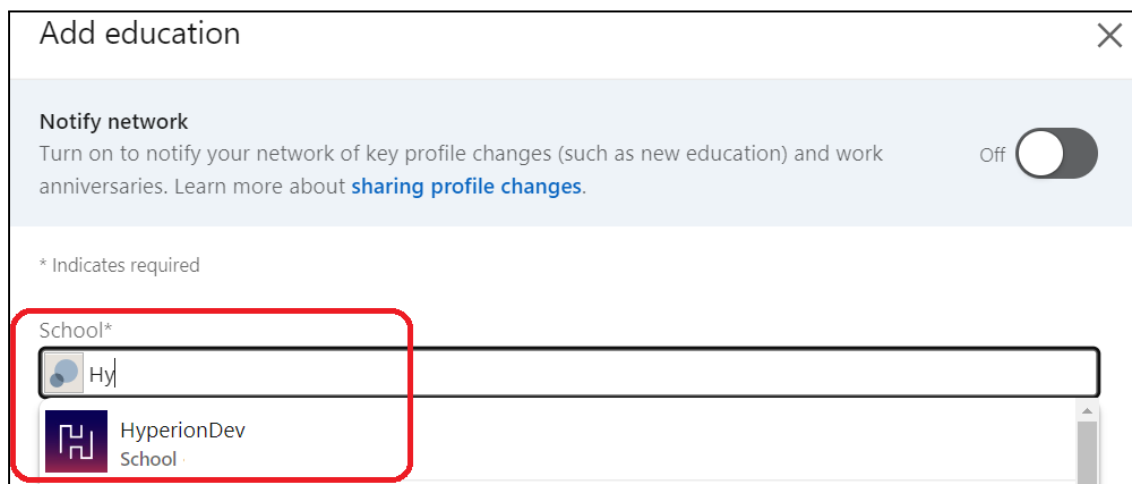 Add education
Notify network
Turn on to notify your network of key profile changes (such as new education) and work
Off
anniversaries. Learn more about sharing profile changes.
* Indicates required
School*
Hy
HyperionDev
School ·